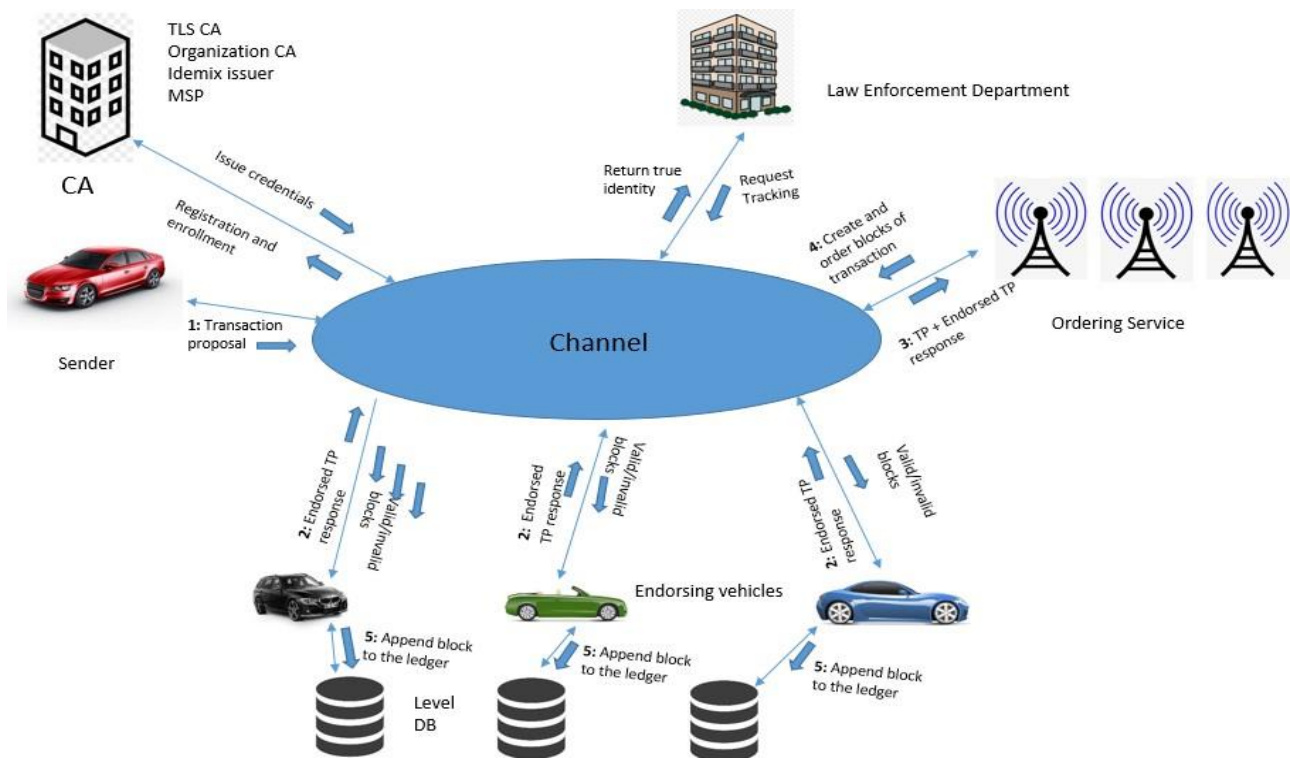 TLS CA
Organization CA
Idemix issuer
MSP
CA
Law Enforcement Department
Issue credentials
Registration and
enrollment
Return true
identity
Request
Tracking
4: Create and
order blocks of
transaction
3: TP + Endorsed TP
response
Ordering Service
Sender
1: Transaction
proposal
Channel
2: Endorsed TP
response
Valid/invalid
blocks
2: Endorsed
TP response
Valid/invalid
blocks
2: Endorsed TP
response
Valid/invalid
blocks
Endorsing vehicles
5: Append block
to the ledger
5: Append block
to the ledger
5: Append block
to the ledger
Level
DB